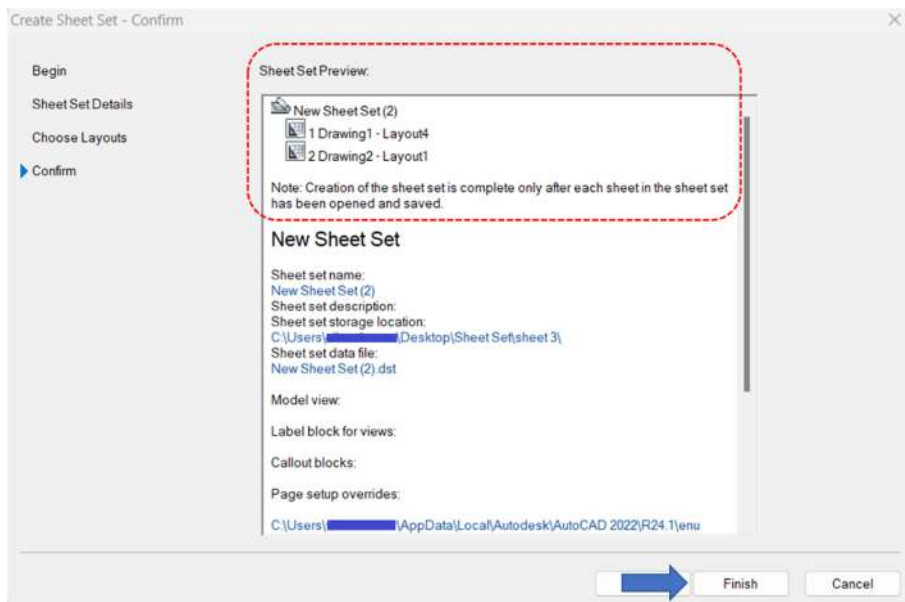 Create Sheet Set - Confirm
Begin
Sheet Set Details
Choose Layouts
Confirm
Sheet Set Preview:
New Sheet Set (2)
1 Drawing1 - Layout4
2 Drawing2 - Layout1
Note: Creation of the sheet set is complete only after each sheet in the sheet set
has been opened and saved.
New Sheet Set
Sheet set name:
New Sheet Set (2)
Sheet set description:
Sheet set storage location:
C:\Users\ \Desktop\Sheet Set\sheet 3\
Sheet set data file:
New Sheet Set (2).dst
Model view:
Label block for views:
Callout blocks:
Page setup overrides:
C:\Users\ \AppData\Local\Autodesk\AutoCAD 2022\R24.1\enu
Finish
Cancel